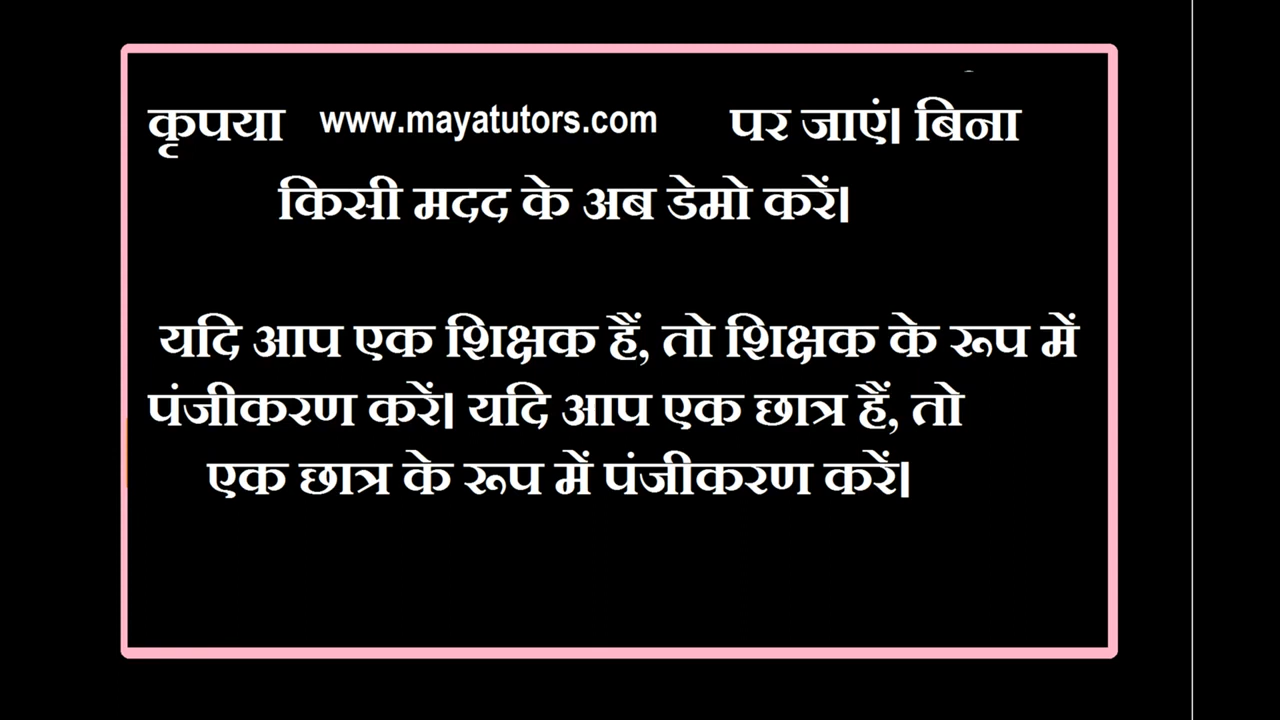 कृपया www.mayatutors.com पर जाएं। बिना
किसी मदद के अब डेमो करें।
यदि आप एक शिक्षक हैं, तो शिक्षक के रूप में
पंजीकरण करें। यदि आप एक छात्र हैं, तो
एक छात्र के रूप में पंजीकरण करें।